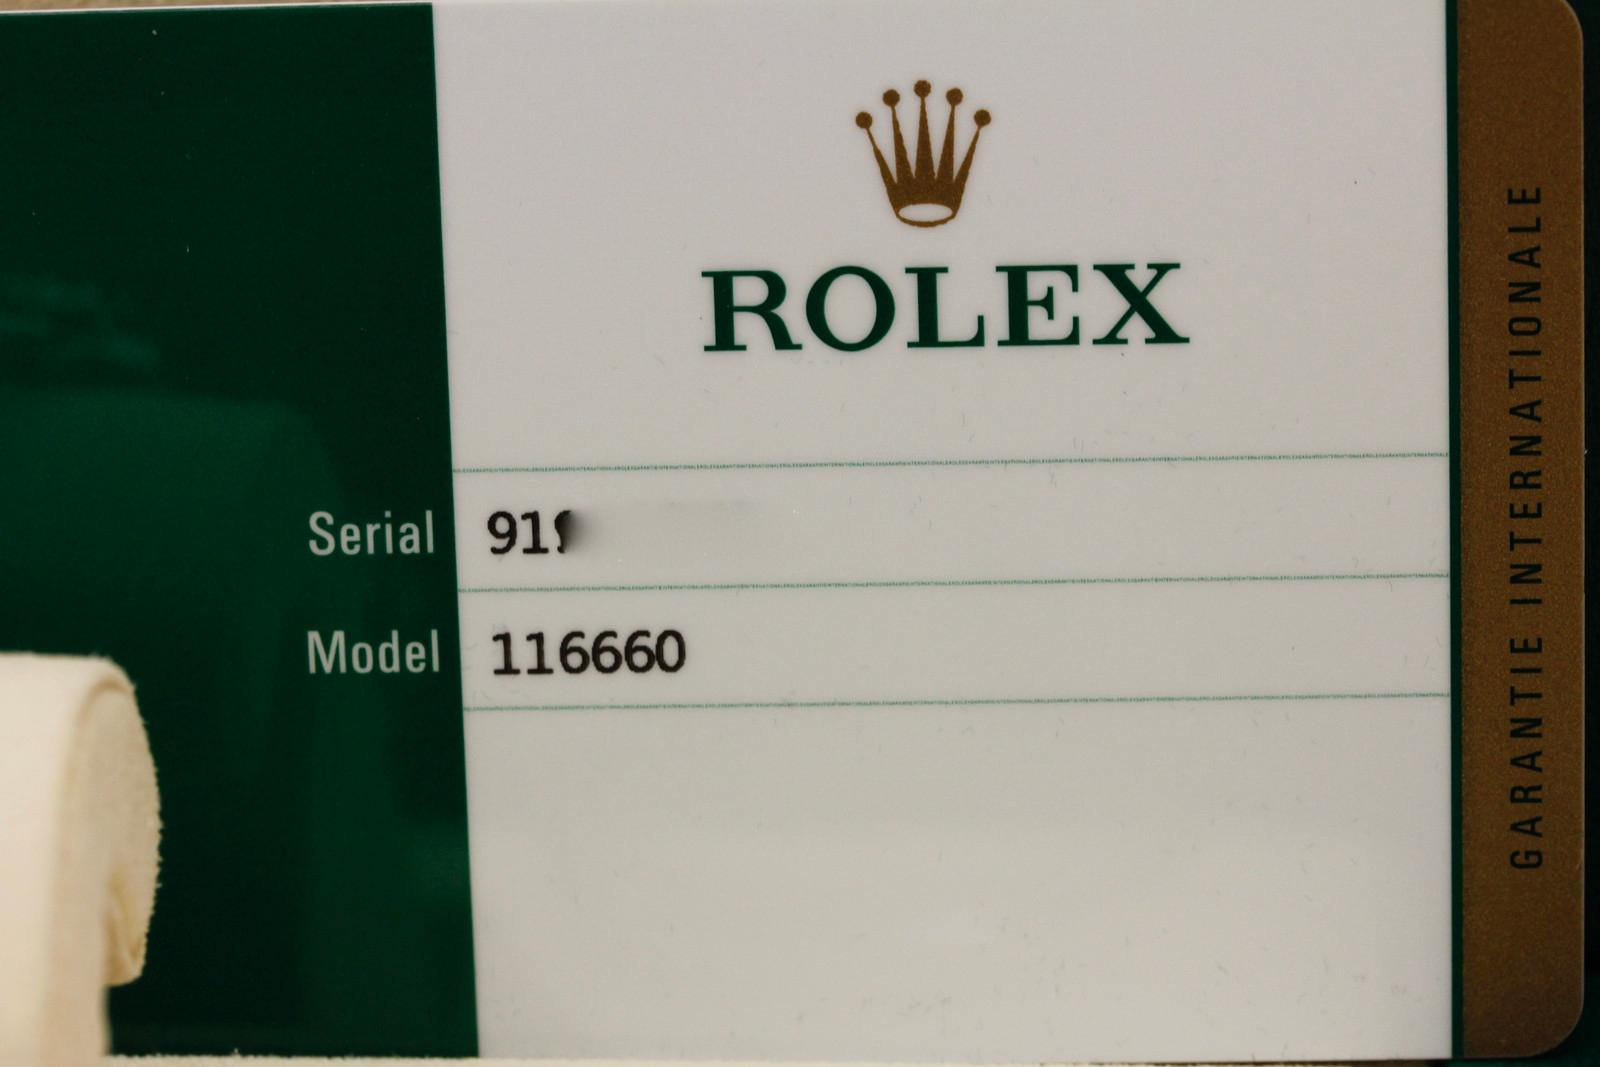 ROLEX
Serial 91
Model 116660
GARANTIE INTERNATIONALE